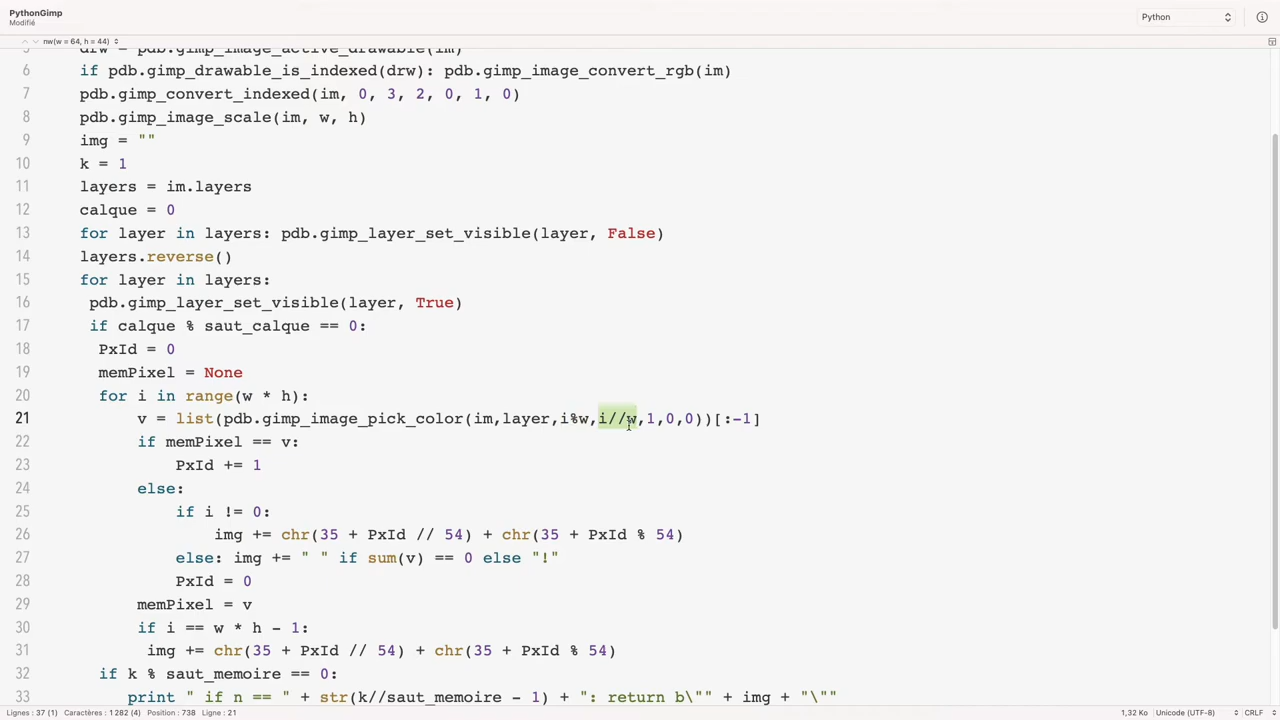 PythonGimp
Modifié
Python
nw(w = 64, h = 44)
5 drw = pdb.gimp_image_active_drawable(im)
6 if pdb.gimp_drawable_is_indexed(drw): pdb.gimp_image_convert_rgb(im)
7 pdb.gimp_convert_indexed(im, 0, 3, 2, 0, 1, 0)
8 pdb.gimp_image_scale(im, w, h)
9 img = ""
10 k = 1
11 layers = im.layers
12 calque = 0
13 for layer in layers: pdb.gimp_layer_set_visible(layer, False)
14 layers.reverse()
15 for layer in layers:
16 pdb.gimp_layer_set_visible(layer, True)
17 if calque % saut_calque == 0:
18 PxId = 0
19 memPixel = None
20 for i in range(w * h):
21 v = list(pdb.gimp_image_pick_color(im,layer,i%w,i//w,1,0,0))[:-1]
22 if memPixel == v:
23 PxId += 1
24 else:
25 if i != 0:
26 img += chr(35 + PxId // 54) + chr(35 + PxId % 54)
27 else: img += " " if sum(v) == 0 else "!"
28 PxId = 0
29 memPixel = v
30 if i == w * h - 1:
31 img += chr(35 + PxId // 54) + chr(35 + PxId % 54)
32 if k % saut_memoire == 0:
33 print " if n == " + str(k//saut_memoire - 1) + ": return b\"" + img + "\""
Lignes : 37 (1) Caractères : 1 282 (4) Position : 738 Ligne : 21 1,32 Ko Unicode (UTF-8) CRLF